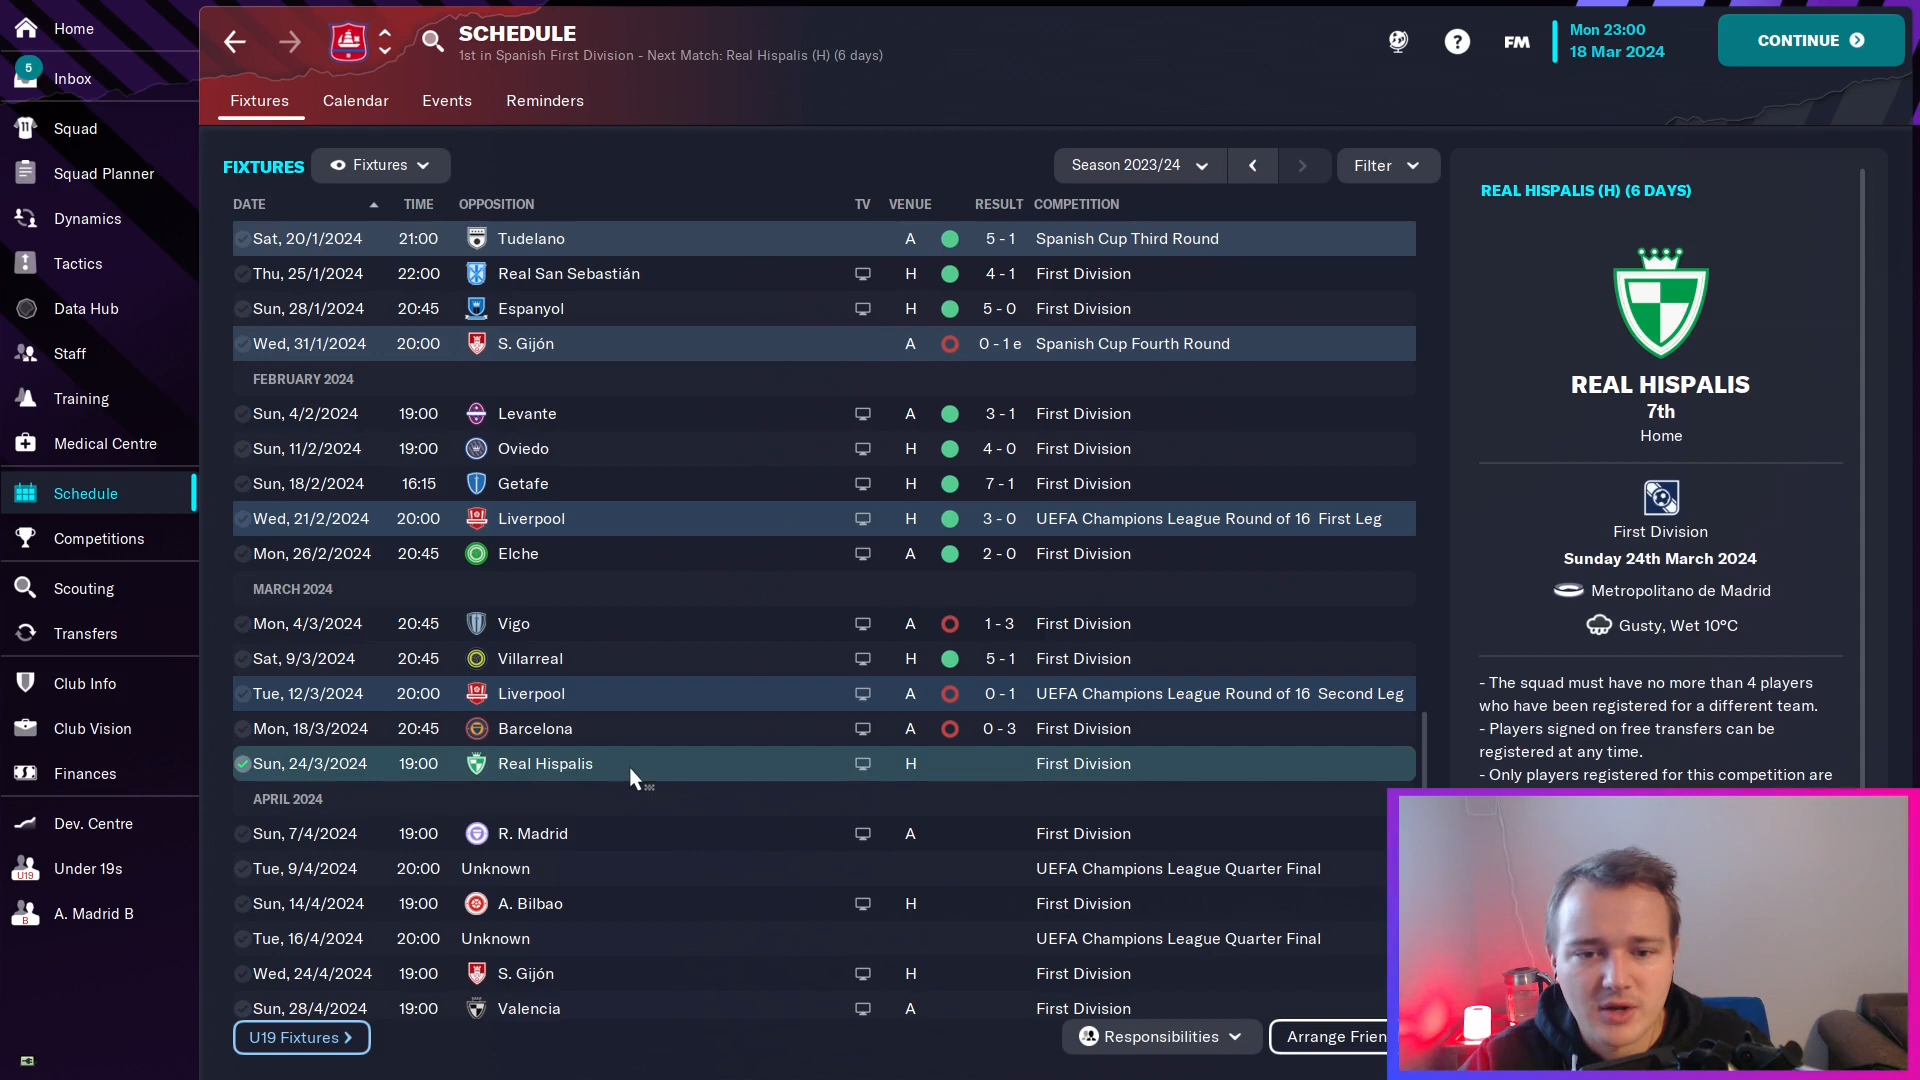 Home
5
Inbox
11
Squad
Squad Planner
Dynamics
Tactics
Data Hub
Staff
Training
Medical Centre
Schedule
Competitions
Scouting
Transfers
Club Info
Club Vision
Finances
Dev. Centre
U19
Under 19s
B
A. Madrid B
SCHEDULE
1st in Spanish First Division - Next Match: Real Hispalis (H) (6 days)
?
FM
Mon 23:00
18 Mar 2024
CONTINUE
Fixtures
Calendar
Events
Reminders
FIXTURES
Fixtures
Season 2023/24
Filter
DATE TIME OPPOSITION TV VENUE RESULT COMPETITION
Sat, 20/1/2024 21:00 Tudelano A 5 - 1 Spanish Cup Third Round
Thu, 25/1/2024 22:00 Real San Sebastián H 4 - 1 First Division
Sun, 28/1/2024 20:45 Espanyol H 5 - 0 First Division
Wed, 31/1/2024 20:00 S. Gijón A 0 - 1 e Spanish Cup Fourth Round
FEBRUARY 2024
Sun, 4/2/2024 19:00 Levante A 3 - 1 First Division
Sun, 11/2/2024 19:00 Oviedo H 4 - 0 First Division
Sun, 18/2/2024 16:15 Getafe H 7 - 1 First Division
Wed, 21/2/2024 20:00 Liverpool H 3 - 0 UEFA Champions League Round of 16 First Leg
Mon, 26/2/2024 20:45 Elche A 2 - 0 First Division
MARCH 2024
Mon, 4/3/2024 20:45 Vigo A 1 - 3 First Division
Sat, 9/3/2024 20:45 Villarreal H 5 - 1 First Division
Tue, 12/3/2024 20:00 Liverpool A 0 - 1 UEFA Champions League Round of 16 Second Leg
Mon, 18/3/2024 20:45 Barcelona A 0 - 3 First Division
Sun, 24/3/2024 19:00 Real Hispalis H First Division
APRIL 2024
Sun, 7/4/2024 19:00 R. Madrid A First Division
Tue, 9/4/2024 20:00 Unknown UEFA Champions League Quarter Final
Sun, 14/4/2024 19:00 A. Bilbao H First Division
Tue, 16/4/2024 20:00 Unknown UEFA Champions League Quarter Final
Wed, 24/4/2024 19:00 S. Gijón H First Division
Sun, 28/4/2024 19:00 Valencia A First Division
U19 Fixtures
Responsibilities
Arrange Frien
REAL HISPALIS (H) (6 DAYS)
REAL HISPALIS
7th
Home
First Division
Sunday 24th March 2024
Metropolitano de Madrid
Gusty, Wet 10°C
- The squad must have no more than 4 players
who have been registered for a different team.
- Players signed on free transfers can be
registered at any time.
- Only players registered for this competition are